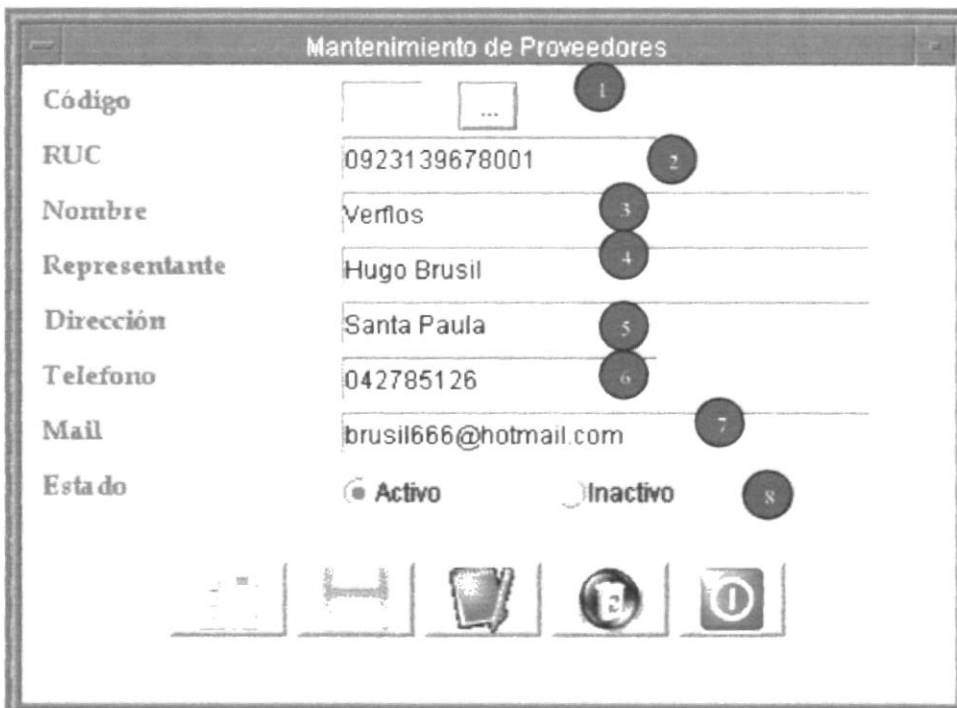 Mantenimiento de Proveedores
Código ... 1
RUC 0923139678001 2
Nombre Verflos 3
Representante Hugo Brusil 4
Dirección Santa Paula 5
Telefono 042785126 6
Mail brusil666@hotmail.com 7
Estado Activo Inactivo 8